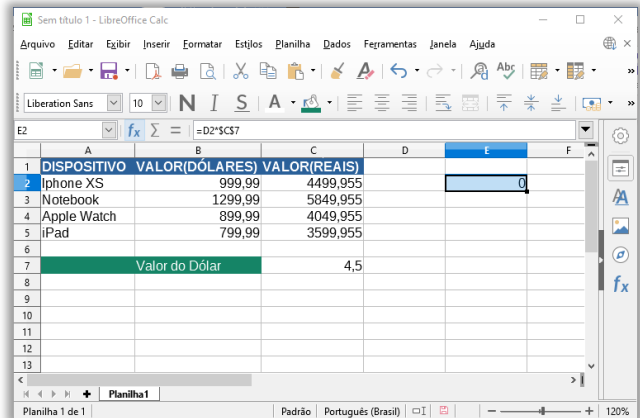 Sem título 1 - LibreOffice Calc
Arquivo Editar Exibir Inserir Formatar Estilos Planilha Dados Ferramentas Janela Ajuda
Liberation Sans 10 N I S A
E2 fx Σ = =D2*$C$7
A B C D E F
1 DISPOSITIVO VALOR(DÓLARES) VALOR(REAIS)
2 Iphone XS 999,99 4499,955 0
3 Notebook 1299,99 5849,955
4 Apple Watch 899,99 4049,955
5 iPad 799,99 3599,955
6
7 Valor do Dólar 4,5
8
9
10
11
12
13
Planilha1
Planilha 1 de 1 Padrão Português (Brasil) 120%